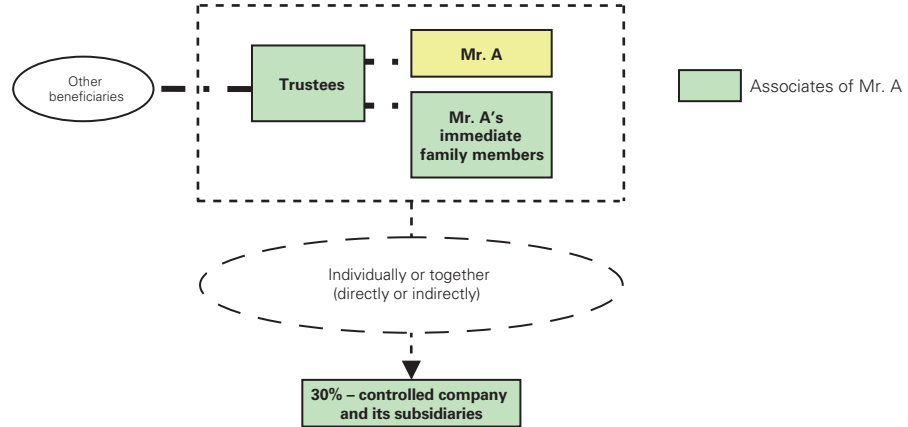 Other
beneficiaries
Trustees
Mr. A
Mr. A's
immediate
family members
Associates of Mr. A
Individually or together
(directly or indirectly)
30% – controlled company
and its subsidiaries